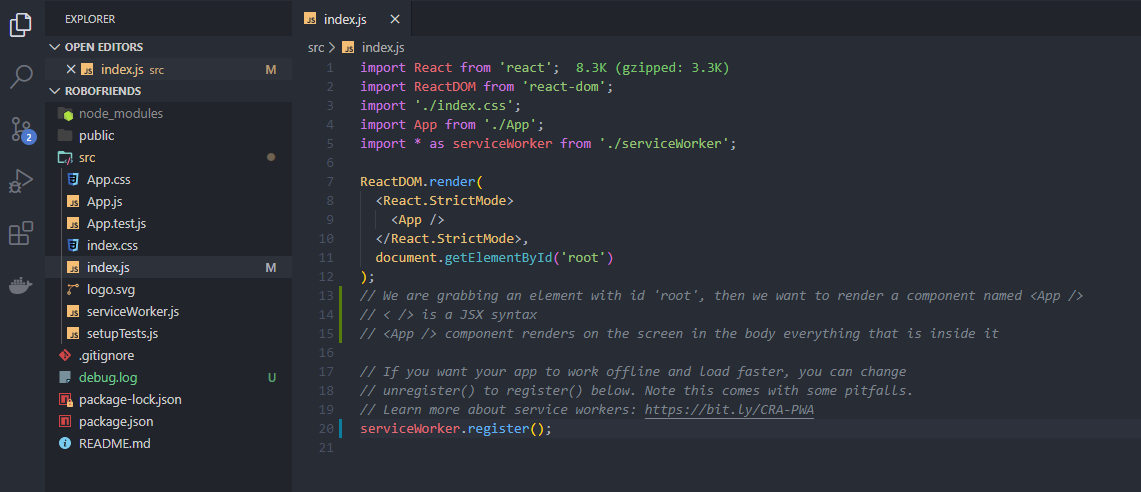 EXPLORER
OPEN EDITORS
index.js src M
ROBOFRIENDS
node_modules
public
src
App.css
App.js
App.test.js
index.css
index.js M
logo.svg
serviceWorker.js
setupTests.js
.gitignore
debug.log U
package-lock.json
package.json
README.md
2
JS index.js
src > JS index.js
1 import React from 'react'; 8.3K (gzipped: 3.3K)
2 import ReactDOM from 'react-dom';
3 import './index.css';
4 import App from './App';
5 import * as serviceWorker from './serviceWorker';
6
7 ReactDOM.render(
8 <React.StrictMode>
9 <App />
10 </React.StrictMode>,
11 document.getElementById('root')
12 );
13 // We are grabbing an element with id 'root', then we want to render a component named <App />
14 // < /> is a JSX syntax
15 // <App /> component renders on the screen in the body everything that is inside it
16
17 // If you want your app to work offline and load faster, you can change
18 // unregister() to register() below. Note this comes with some pitfalls.
19 // Learn more about service workers: https://bit.ly/CRA-PWA
20 serviceWorker.register();
21